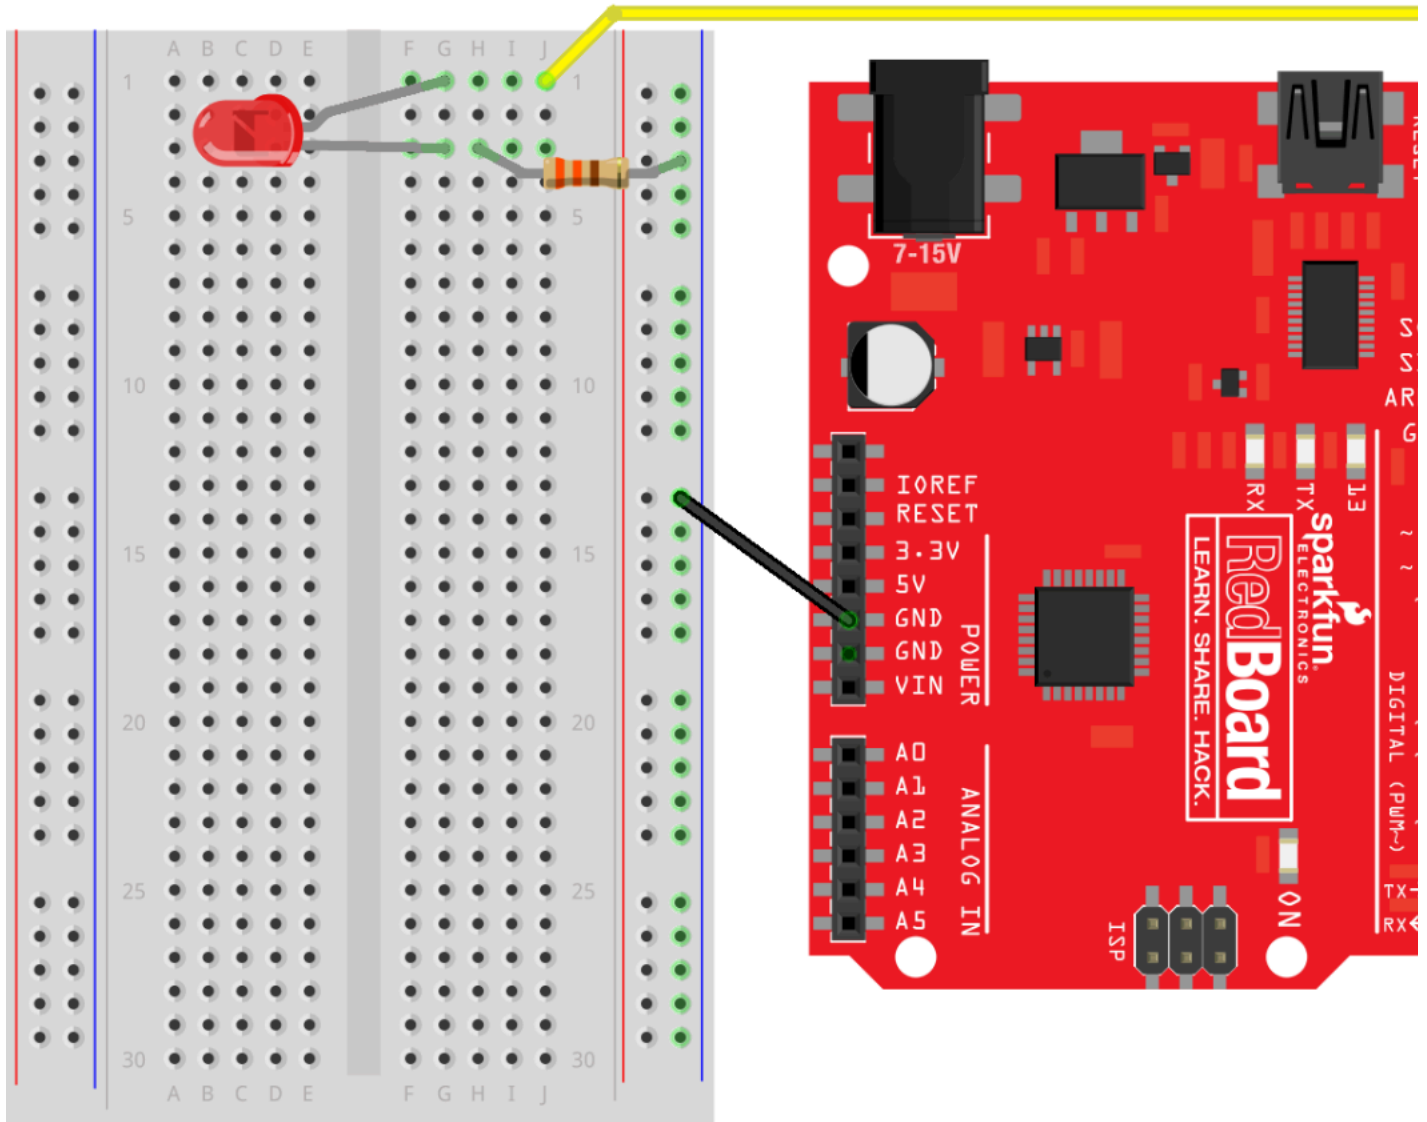 A B C D E F G H I J
1 1
5 5
10 10
15 15
20 20
25 25
30 30
A B C D E F G H I J
7-15V
IOREF
RESET
3.3V
5V
GND
GND
VIN
POWER
A0
A1
A2
A3
A4
A5
ANALOG IN
RESET
AR
G
RX
TX
13
sparkfun
ELECTRONICS
RedBoard
LEARN. SHARE. HACK.
~
~
DIGITAL (PWM~)
TX
RX
ON
ISP